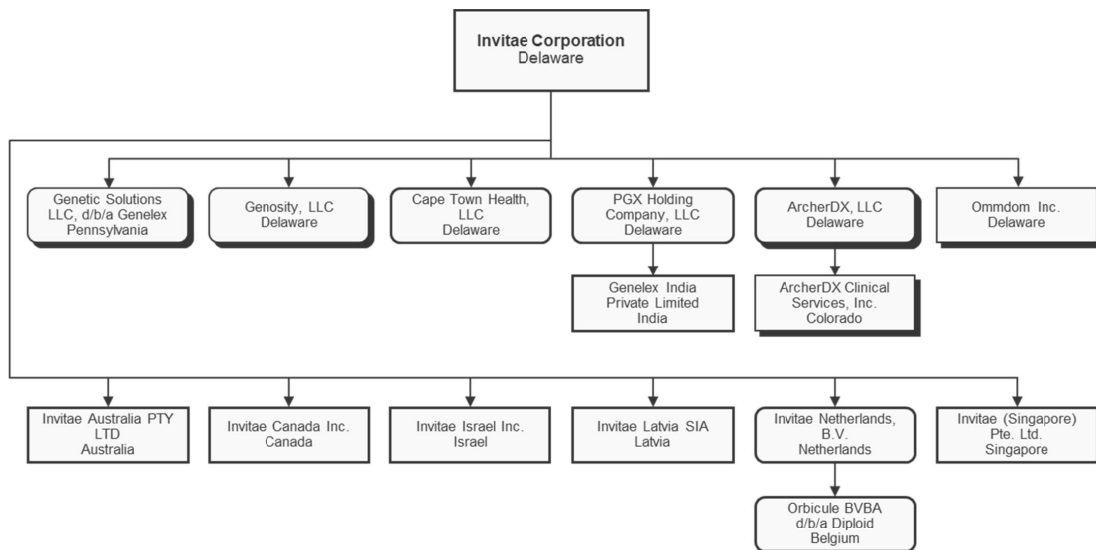 Invitae Corporation
Delaware
Genetic Solutions
LLC, d/b/a Genelex
Pennsylvania
Genosity, LLC
Delaware
Cape Town Health,
LLC
Delaware
PGX Holding
Company, LLC
Delaware
ArcherDX, LLC
Delaware
Ommdom Inc.
Delaware
Genelex India
Private Limited
India
ArcherDX Clinical
Services, Inc.
Colorado
Invitae Australia PTY
LTD
Australia
Invitae Canada Inc.
Canada
Invitae Israel Inc.
Israel
Invitae Latvia SIA
Latvia
Invitae Netherlands,
B.V.
Netherlands
Invitae (Singapore)
Pte. Ltd.
Singapore
Orbicule BVBA
d/b/a Diploid
Belgium